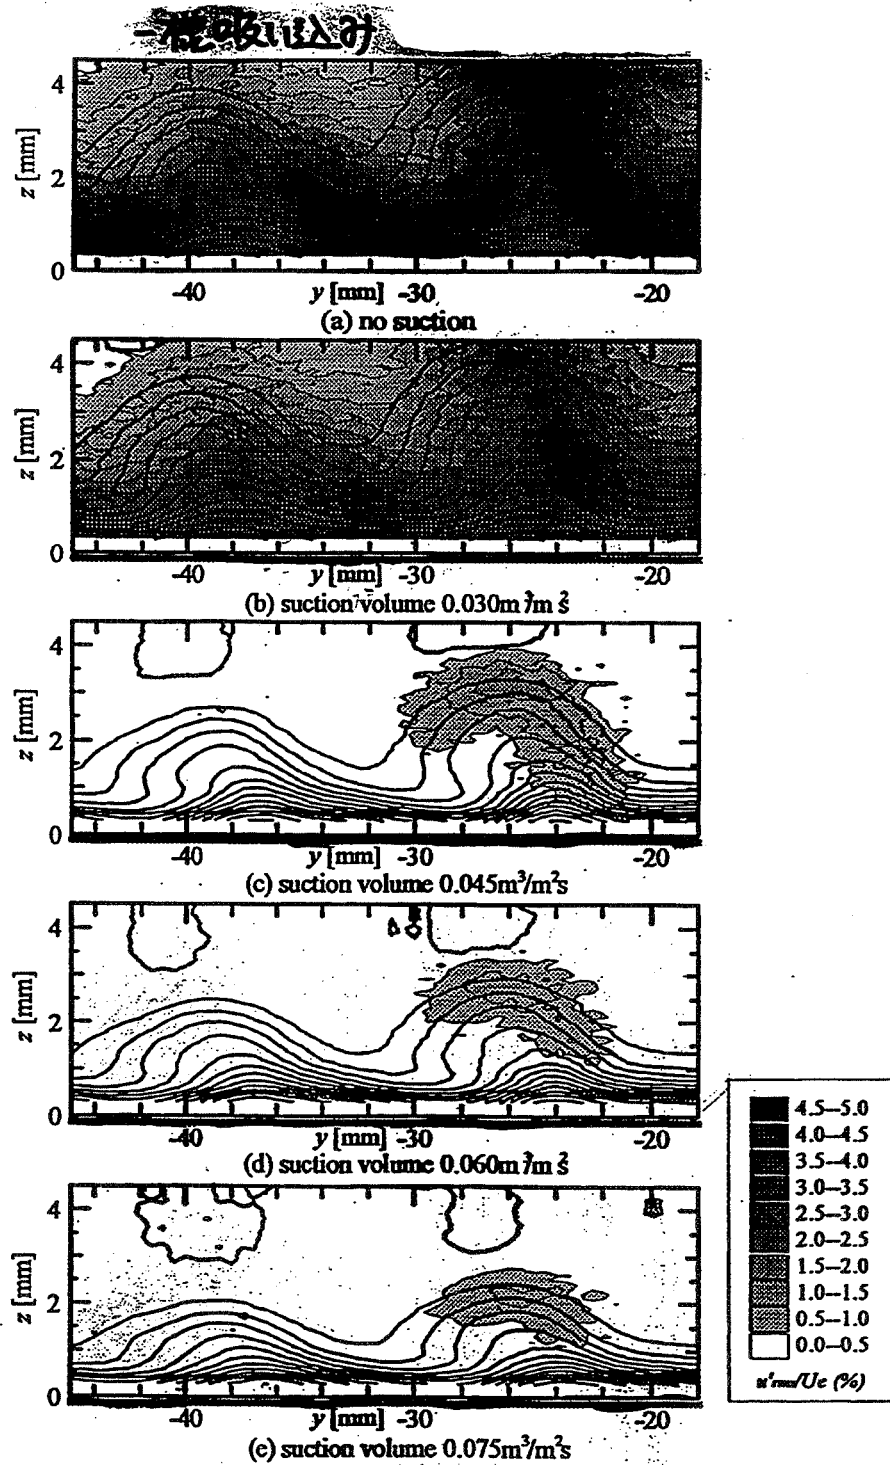 一様吸い込み
4
2
0
z [mm]
-40 y [mm] -30 -20
(a) no suction
4
2
0
z [mm]
-40 y [mm] -30 -20
(b) suction volume 0.030m³/m²s
4
2
0
z [mm]
-40 y [mm] -30 -20
(c) suction volume 0.045m³/m²s
4
2
0
z [mm]
-40 y [mm] -30 -20
(d) suction volume 0.060m³/m²s
4
2
0
z [mm]
-40 y [mm] -30 -20
(e) suction volume 0.075m³/m²s
4.5–5.0
4.0–4.5
3.5–4.0
3.0–3.5
2.5–3.0
2.0–2.5
1.5–2.0
1.0–1.5
0.5–1.0
0.0–0.5
u'rms/Ue (%)